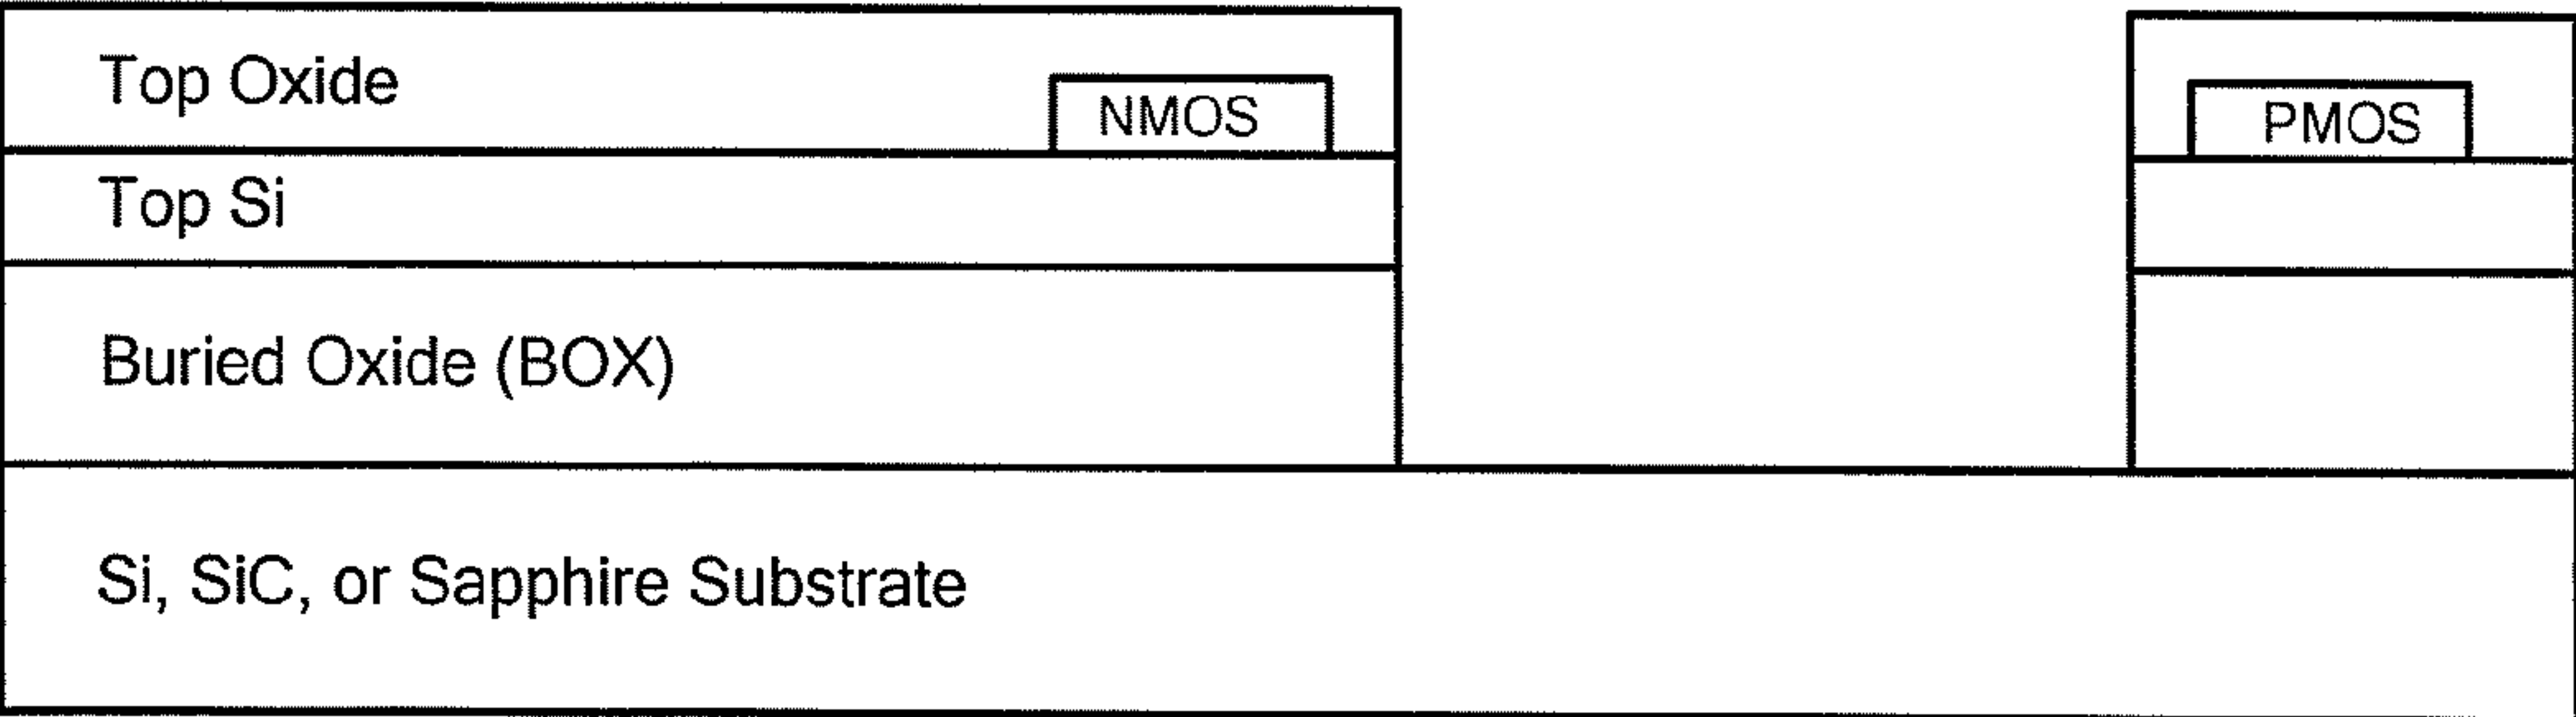 Top Oxide
NMOS
PMOS
Top Si
Buried Oxide (BOX)
Si, SiC, or Sapphire Substrate